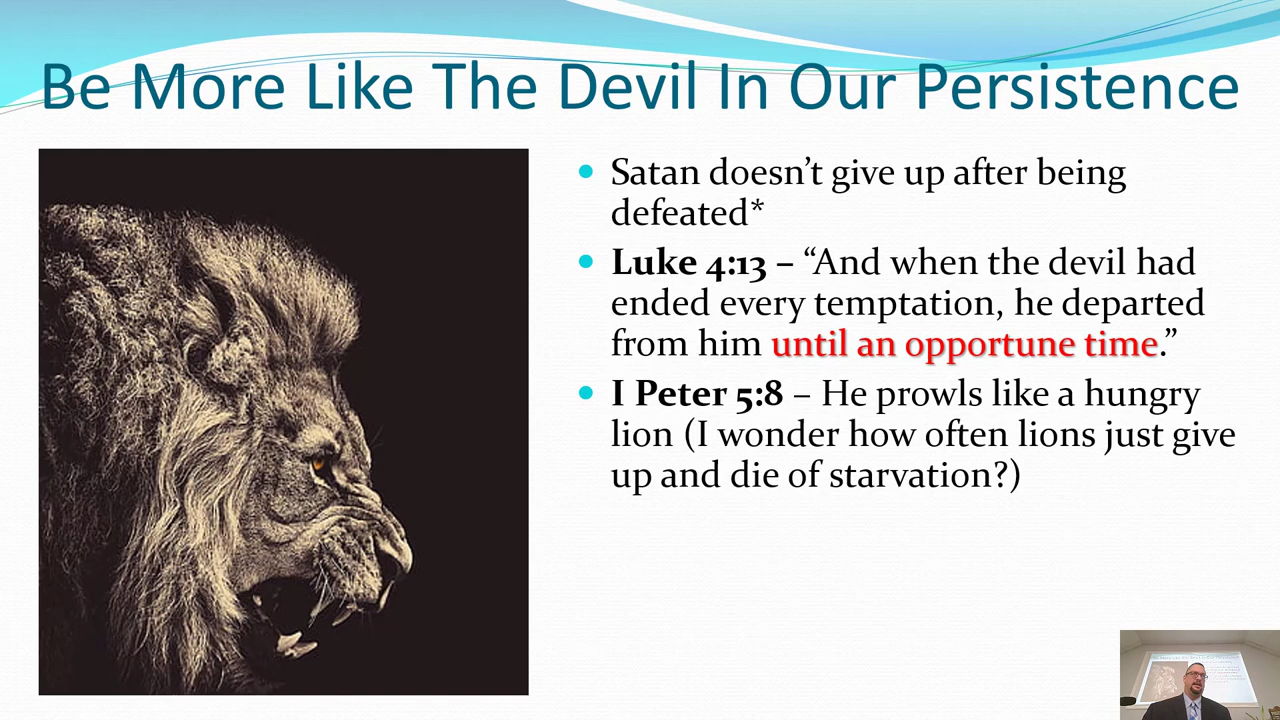 Be More Like The Devil In Our Persistence
• Satan doesn’t give up after being
defeated*
• Luke 4:13 – “And when the devil had
ended every temptation, he departed
from him until an opportune time.”
• I Peter 5:8 – He prowls like a hungry
lion (I wonder how often lions just give
up and die of starvation?)